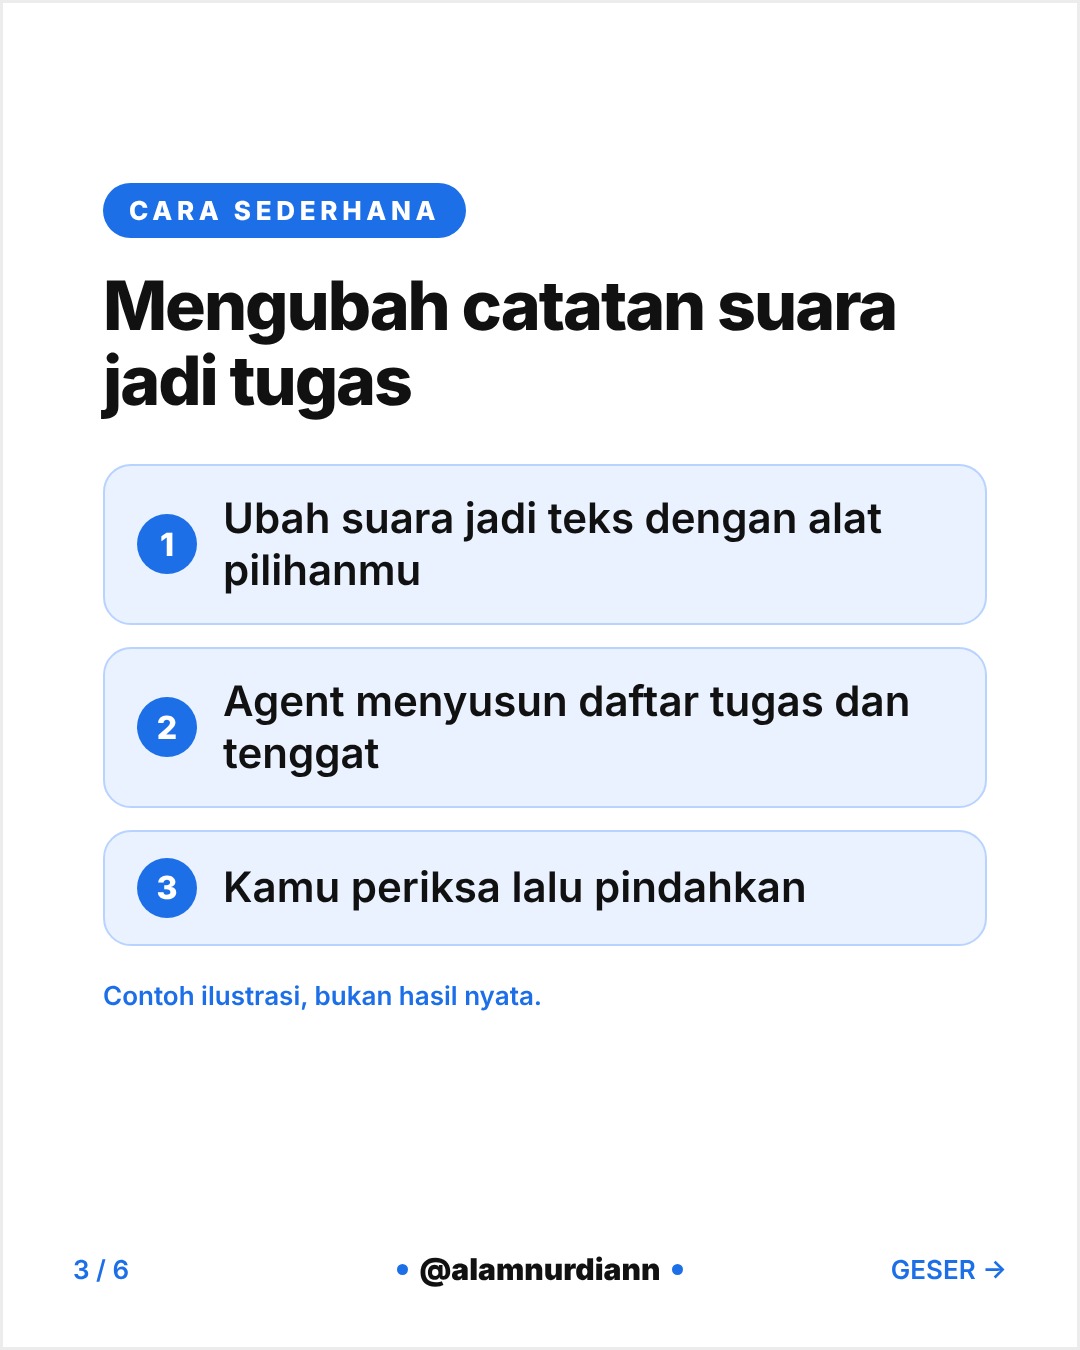 CARA SEDERHANA
Mengubah catatan suara
jadi tugas
1
Ubah suara jadi teks dengan alat
pilihanmu
2
Agent menyusun daftar tugas dan
tenggat
3
Kamu periksa lalu pindahkan
Contoh ilustrasi, bukan hasil nyata.
3 / 6
• @alamnurdiann •
GESER →